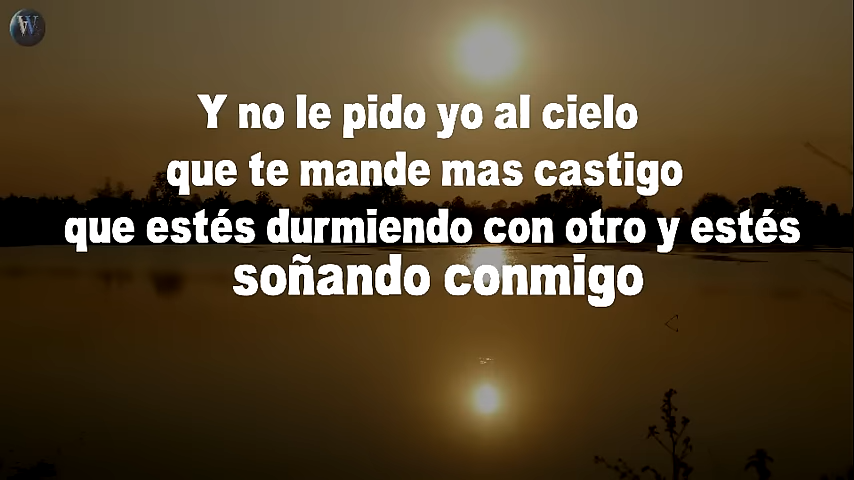 Y no le pido yo al cielo
que te mande mas castigo
que estés durmiendo con otro y estés
soñando conmigo